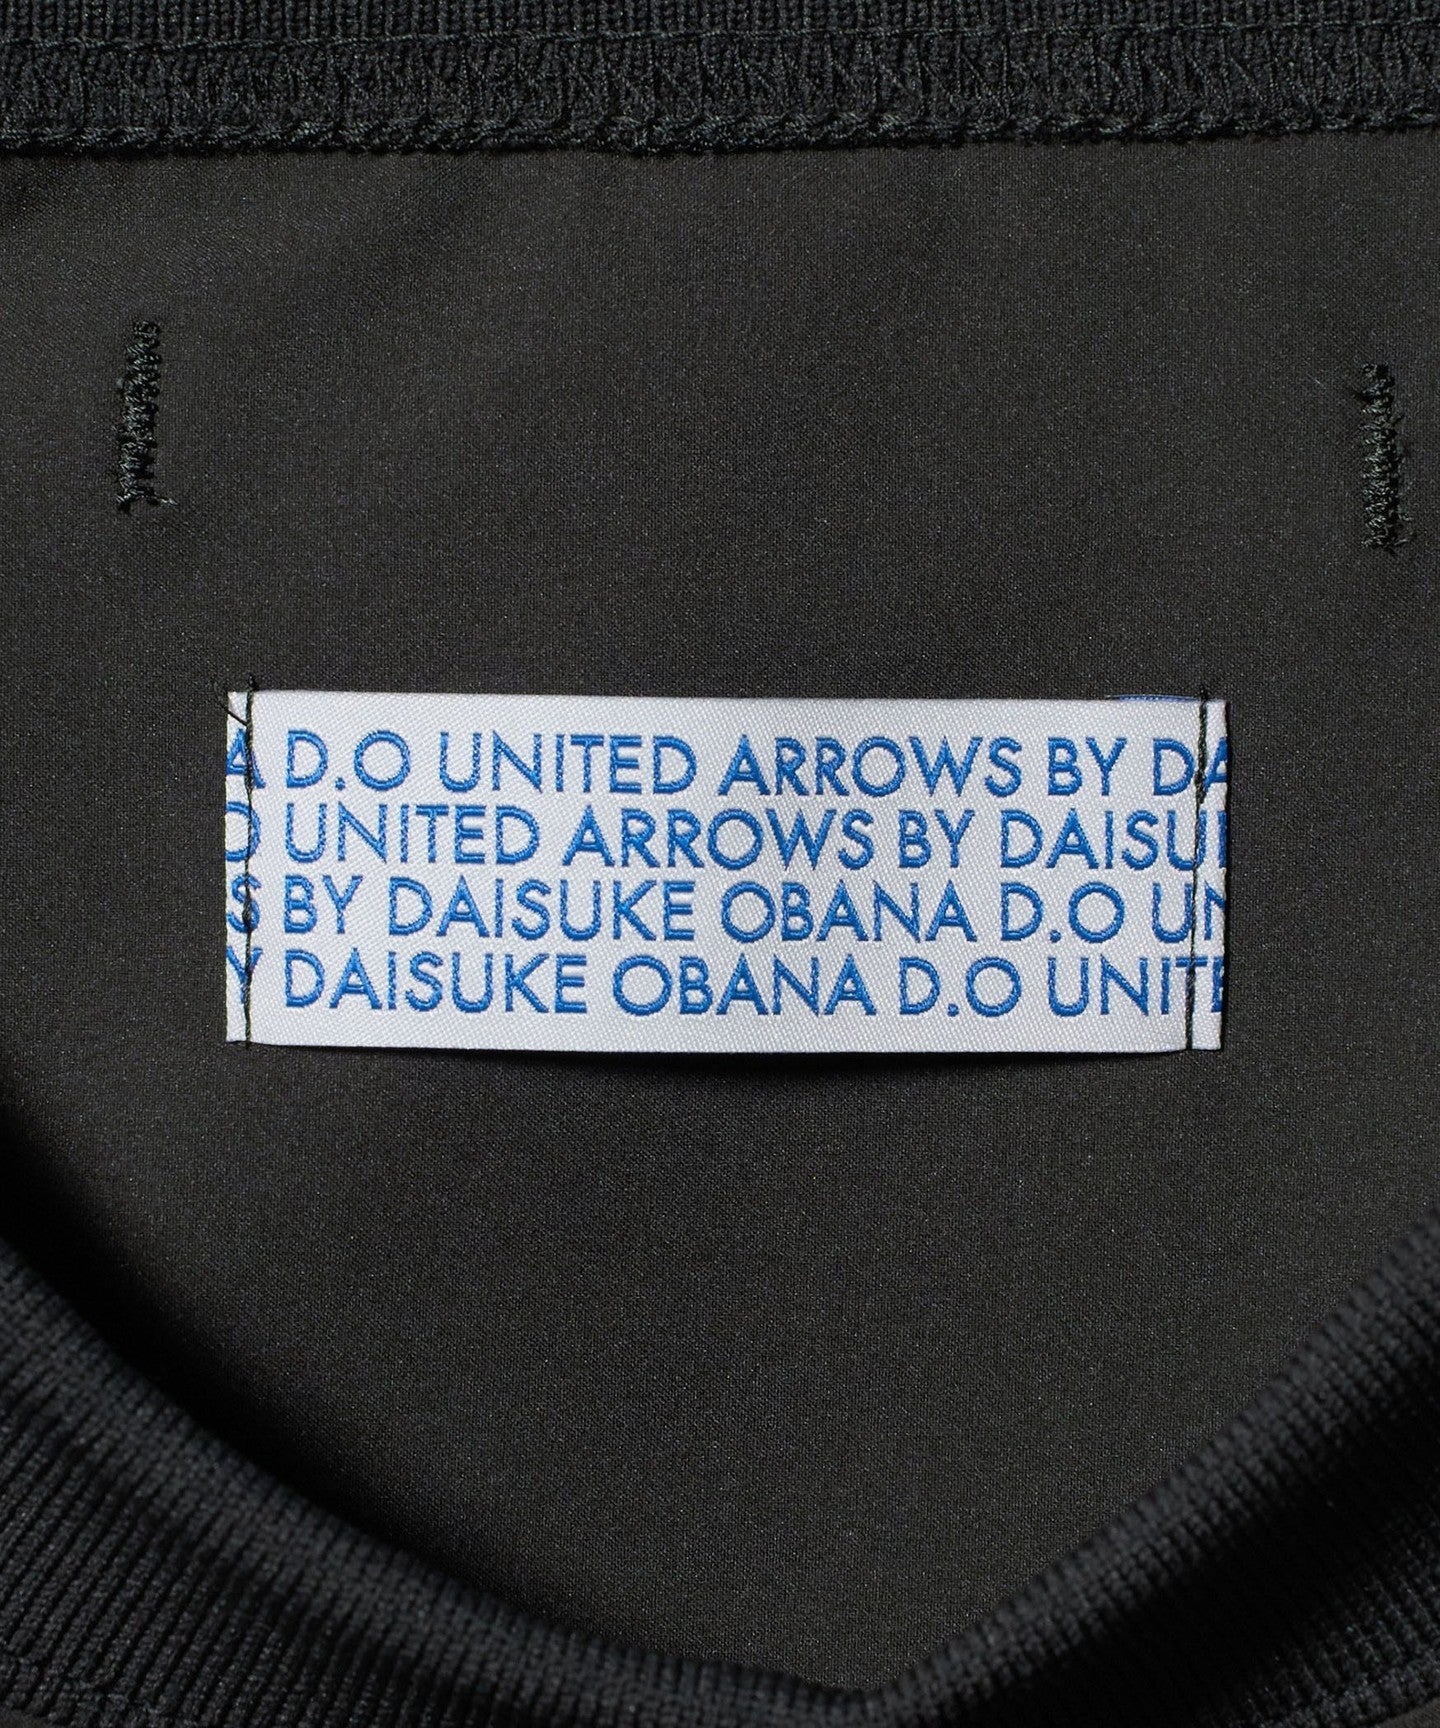 A D.O UNITED ARROWS BY DA
O UNITED ARROWS BY DAISU
S BY DAISUKE OBANA D.O UN
Y DAISUKE OBANA D.O UNITE